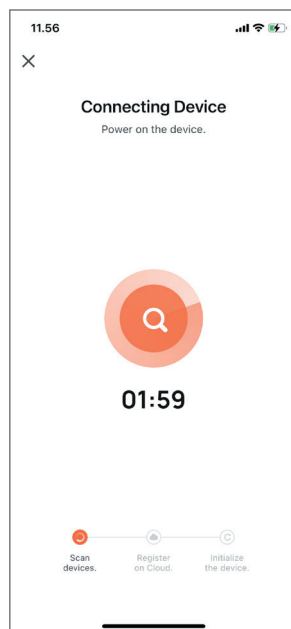 11.56
Connecting Device
Power on the device.
01:59
Scan
devices.
Register
on Cloud.
Initialize
the device.